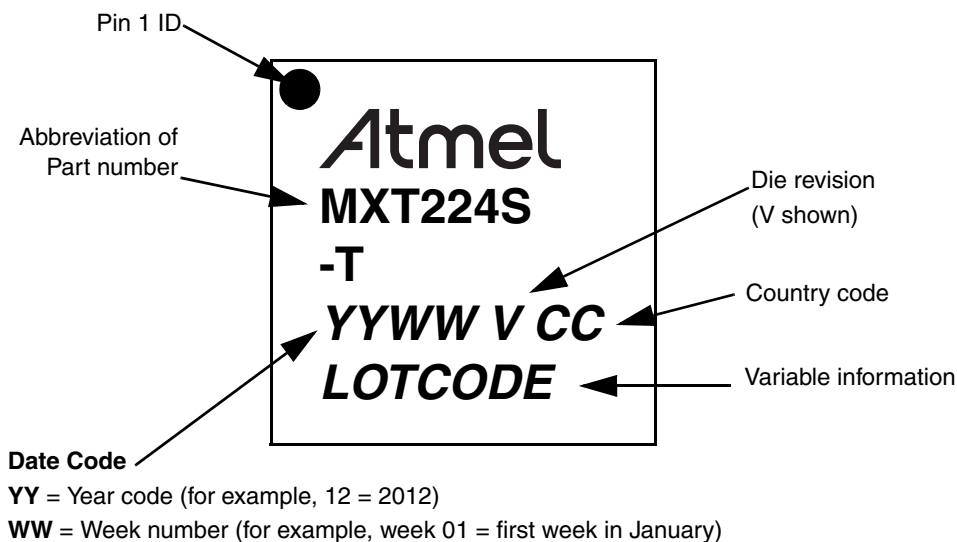 Pin 1 ID
Abbreviation of
Part number
Atmel
MXT224S
-T
YYWW V CC
LOTCODE
Die revision
(V shown)
Country code
Variable information
Date Code
YY = Year code (for example, 12 = 2012)
WW = Week number (for example, week 01 = first week in January)